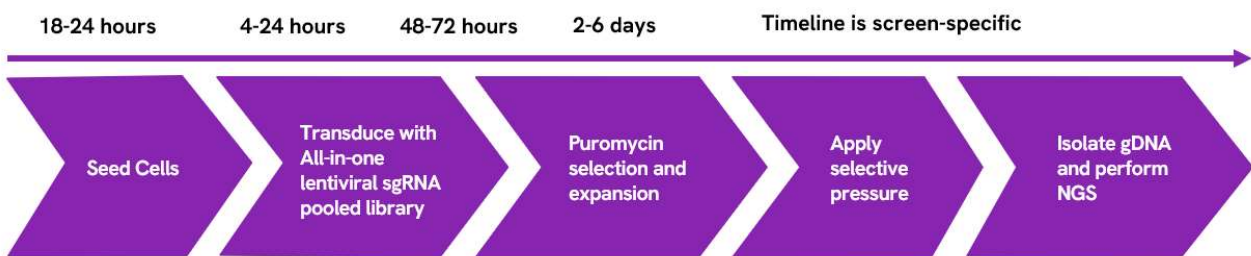 18-24 hours
4-24 hours
48-72 hours
2-6 days
Timeline is screen-specific
Seed Cells
Transduce with
All-in-one
lentiviral sgRNA
pooled library
Puromycin
selection and
expansion
Apply
selective
pressure
Isolate gDNA
and perform
NGS